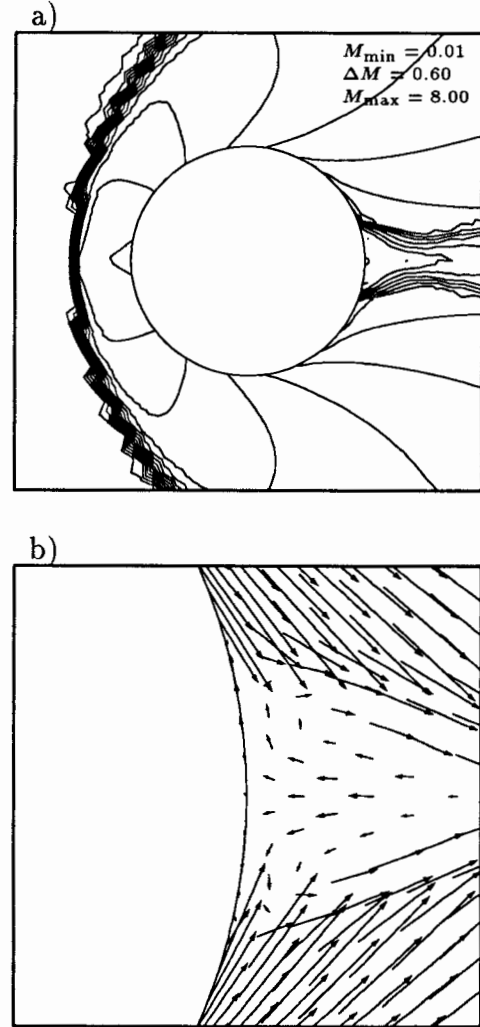 a)
M_min = 0.01
ΔM = 0.60
M_max = 8.00
b)